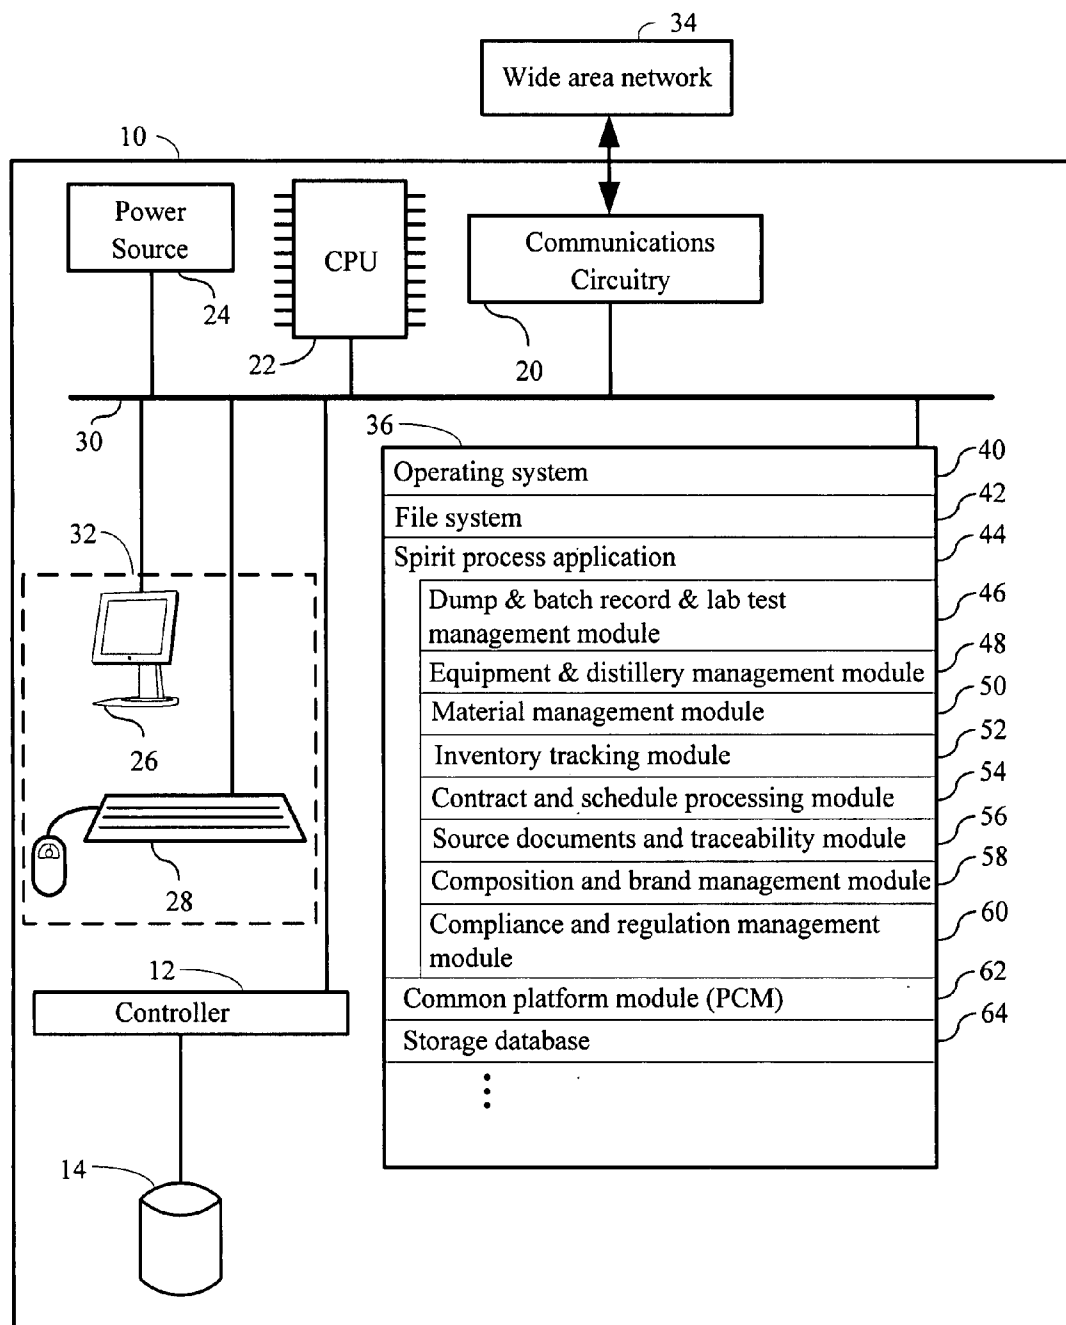 34
Wide area network
10
Power
Source
24
CPU
22
Communications
Circuitry
20
30
36
Operating system
40
File system
42
Spirit process application
44
Dump & batch record & lab test
management module
46
Equipment & distillery management module
48
Material management module
50
Inventory tracking module
52
Contract and schedule processing module
54
Source documents and traceability module
56
Composition and brand management module
58
Compliance and regulation management
module
60
Common platform module (PCM)
62
Storage database
64
32
26
28
12
Controller
14